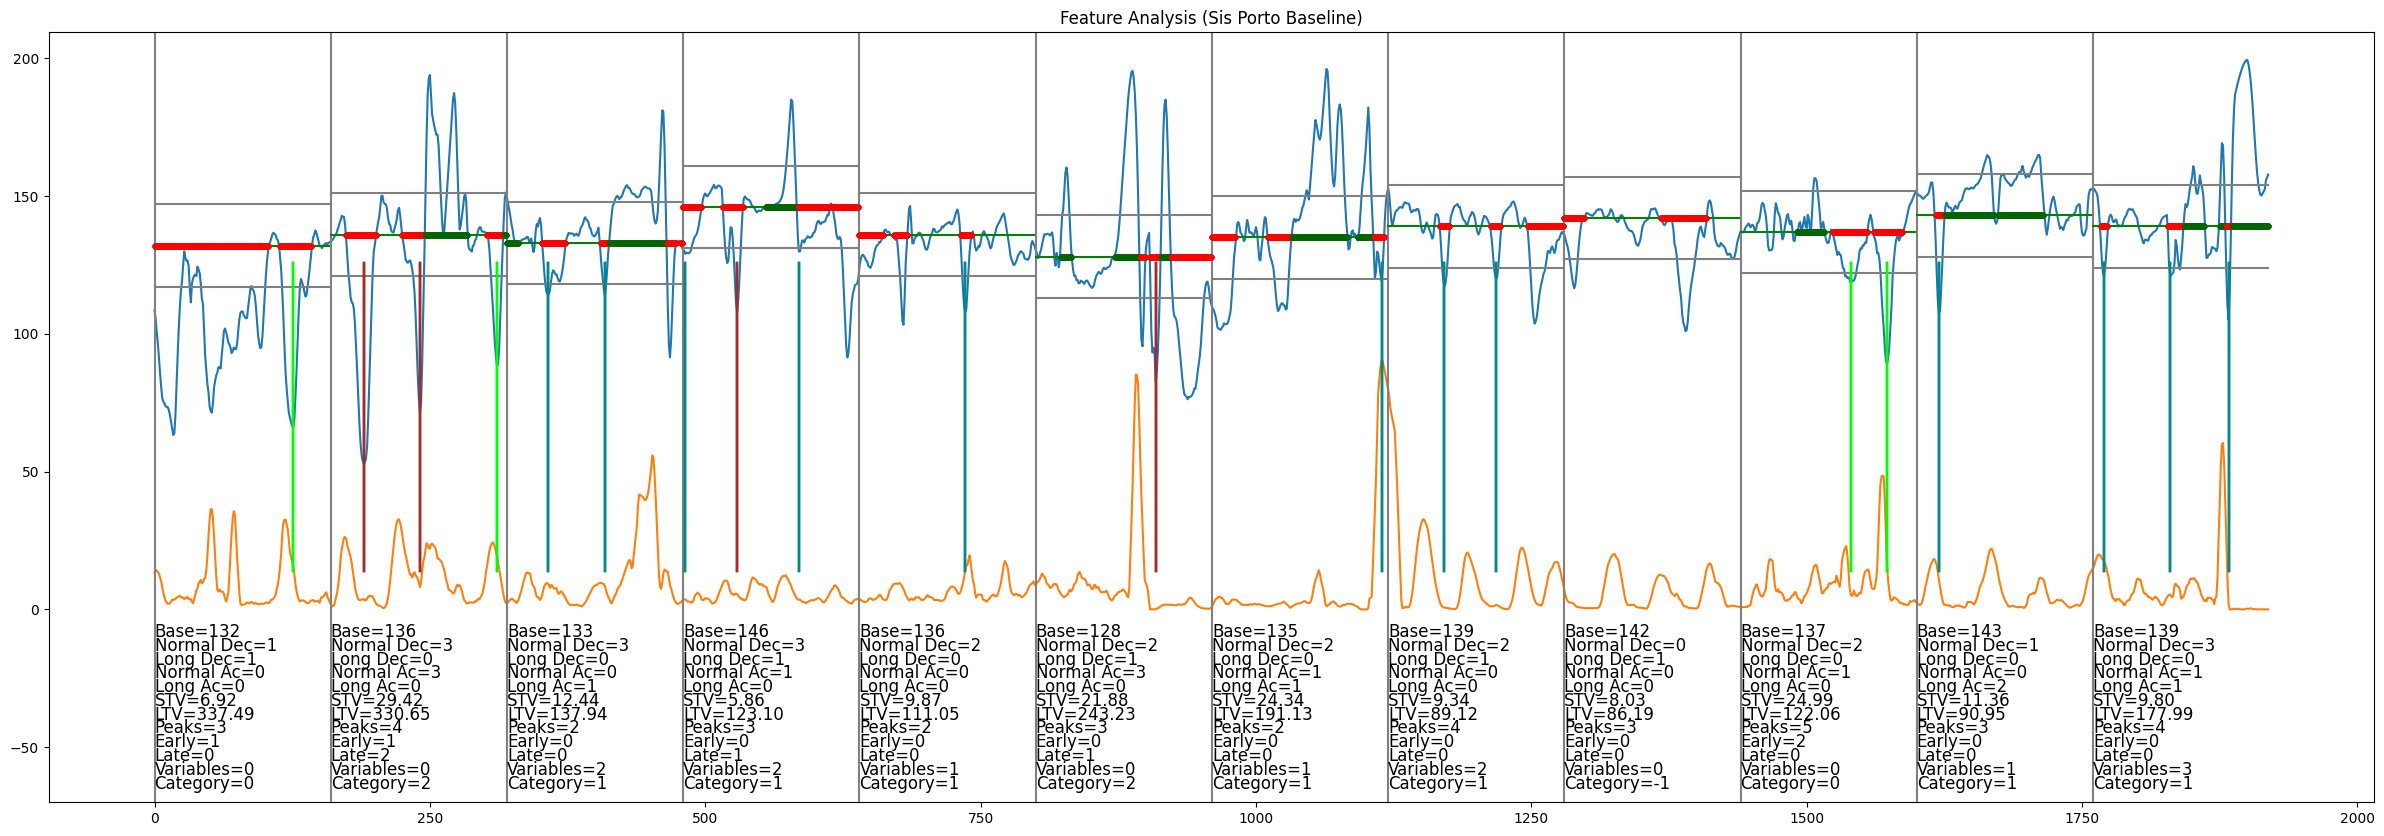 Feature Analysis (Sis Porto Baseline)
200
150
100
50
0
−50
Base=132
Normal Dec=1
Long Dec=1
Normal Ac=0
Long Ac=0
STV=6.92
LTV=337.49
Peaks=3
Early=1
Late=0
Variables=0
Category=0
Base=136
Normal Dec=3
Long Dec=0
Normal Ac=3
Long Ac=0
STV=29.42
LTV=330.65
Peaks=4
Early=1
Late=2
Variables=0
Category=2
Base=133
Normal Dec=3
Long Dec=0
Normal Ac=0
Long Ac=1
STV=12.44
LTV=137.94
Peaks=2
Early=0
Late=0
Variables=2
Category=1
Base=146
Normal Dec=3
Long Dec=1
Normal Ac=1
Long Ac=0
STV=5.86
LTV=123.10
Peaks=3
Early=0
Late=1
Variables=2
Category=1
Base=136
Normal Dec=2
Long Dec=0
Normal Ac=0
Long Ac=0
STV=9.87
LTV=111.05
Peaks=2
Early=0
Late=0
Variables=1
Category=1
Base=128
Normal Dec=2
Long Dec=1
Normal Ac=3
Long Ac=0
STV=21.88
LTV=243.23
Peaks=3
Early=0
Late=1
Variables=0
Category=2
Base=135
Normal Dec=2
Long Dec=0
Normal Ac=1
Long Ac=1
STV=24.34
LTV=191.13
Peaks=2
Early=0
Late=0
Variables=1
Category=1
Base=139
Normal Dec=2
Long Dec=1
Normal Ac=0
Long Ac=0
STV=9.34
LTV=89.12
Peaks=4
Early=0
Late=0
Variables=2
Category=1
Base=142
Normal Dec=0
Long Dec=1
Normal Ac=0
Long Ac=0
STV=8.03
LTV=86.19
Peaks=3
Early=0
Late=0
Variables=0
Category=-1
Base=137
Normal Dec=2
Long Dec=0
Normal Ac=1
Long Ac=0
STV=24.99
LTV=122.06
Peaks=5
Early=2
Late=0
Variables=0
Category=0
Base=143
Normal Dec=1
Long Dec=0
Normal Ac=0
Long Ac=2
STV=11.36
LTV=90.95
Peaks=3
Early=0
Late=0
Variables=1
Category=1
Base=139
Normal Dec=3
Long Dec=0
Normal Ac=1
Long Ac=1
STV=9.80
LTV=177.99
Peaks=4
Early=0
Late=0
Variables=3
Category=1
0
250
500
750
1000
1250
1500
1750
2000